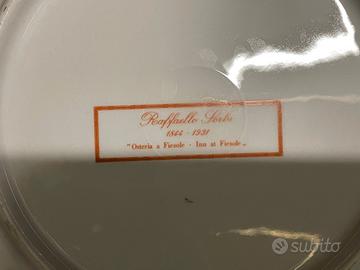 Raffaello Sorbi
1844 - 1931
"Osteria a Fiesole - Inn at Fiesole"
subito